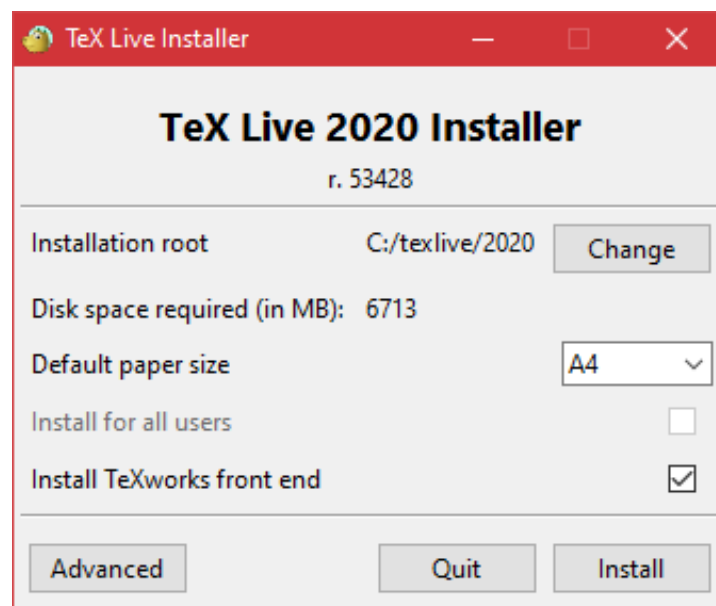 TeX Live Installer
TeX Live 2020 Installer
r. 53428
Installation root C:/texlive/2020 Change
Disk space required (in MB): 6713
Default paper size A4
Install for all users
Install TeXworks front end
Advanced Quit Install